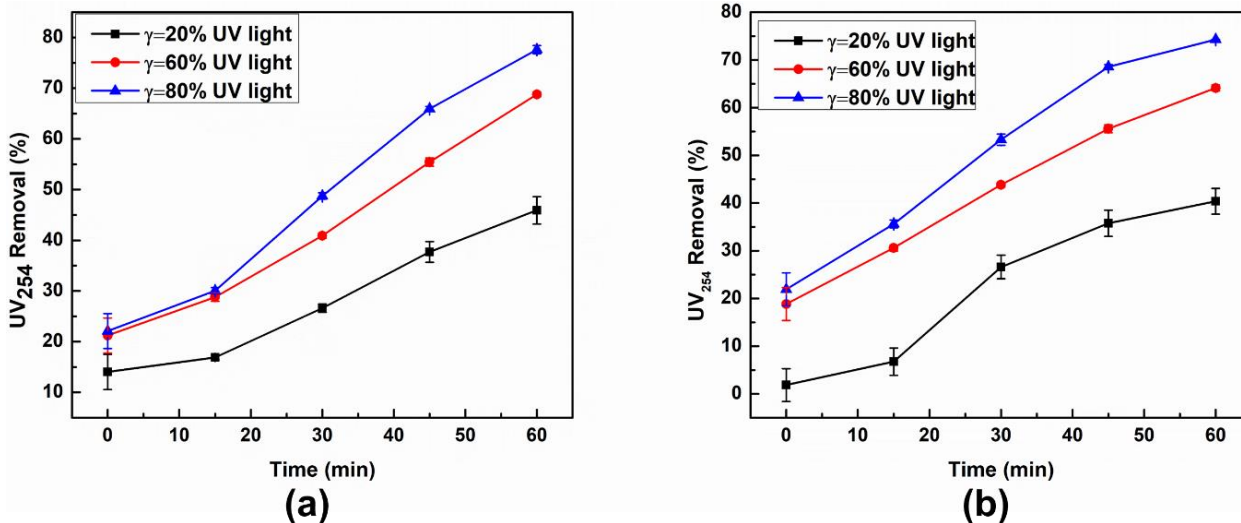 γ=20% UV light
γ=60% UV light
γ=80% UV light
UV254 Removal (%)
80
70
60
50
40
30
20
10
0 10 20 30 40 50 60
Time (min)
(a)
γ=20% UV light
γ=60% UV light
γ=80% UV light
UV254 Removal (%)
80
70
60
50
40
30
20
10
0
0 10 20 30 40 50 60
Time (min)
(b)